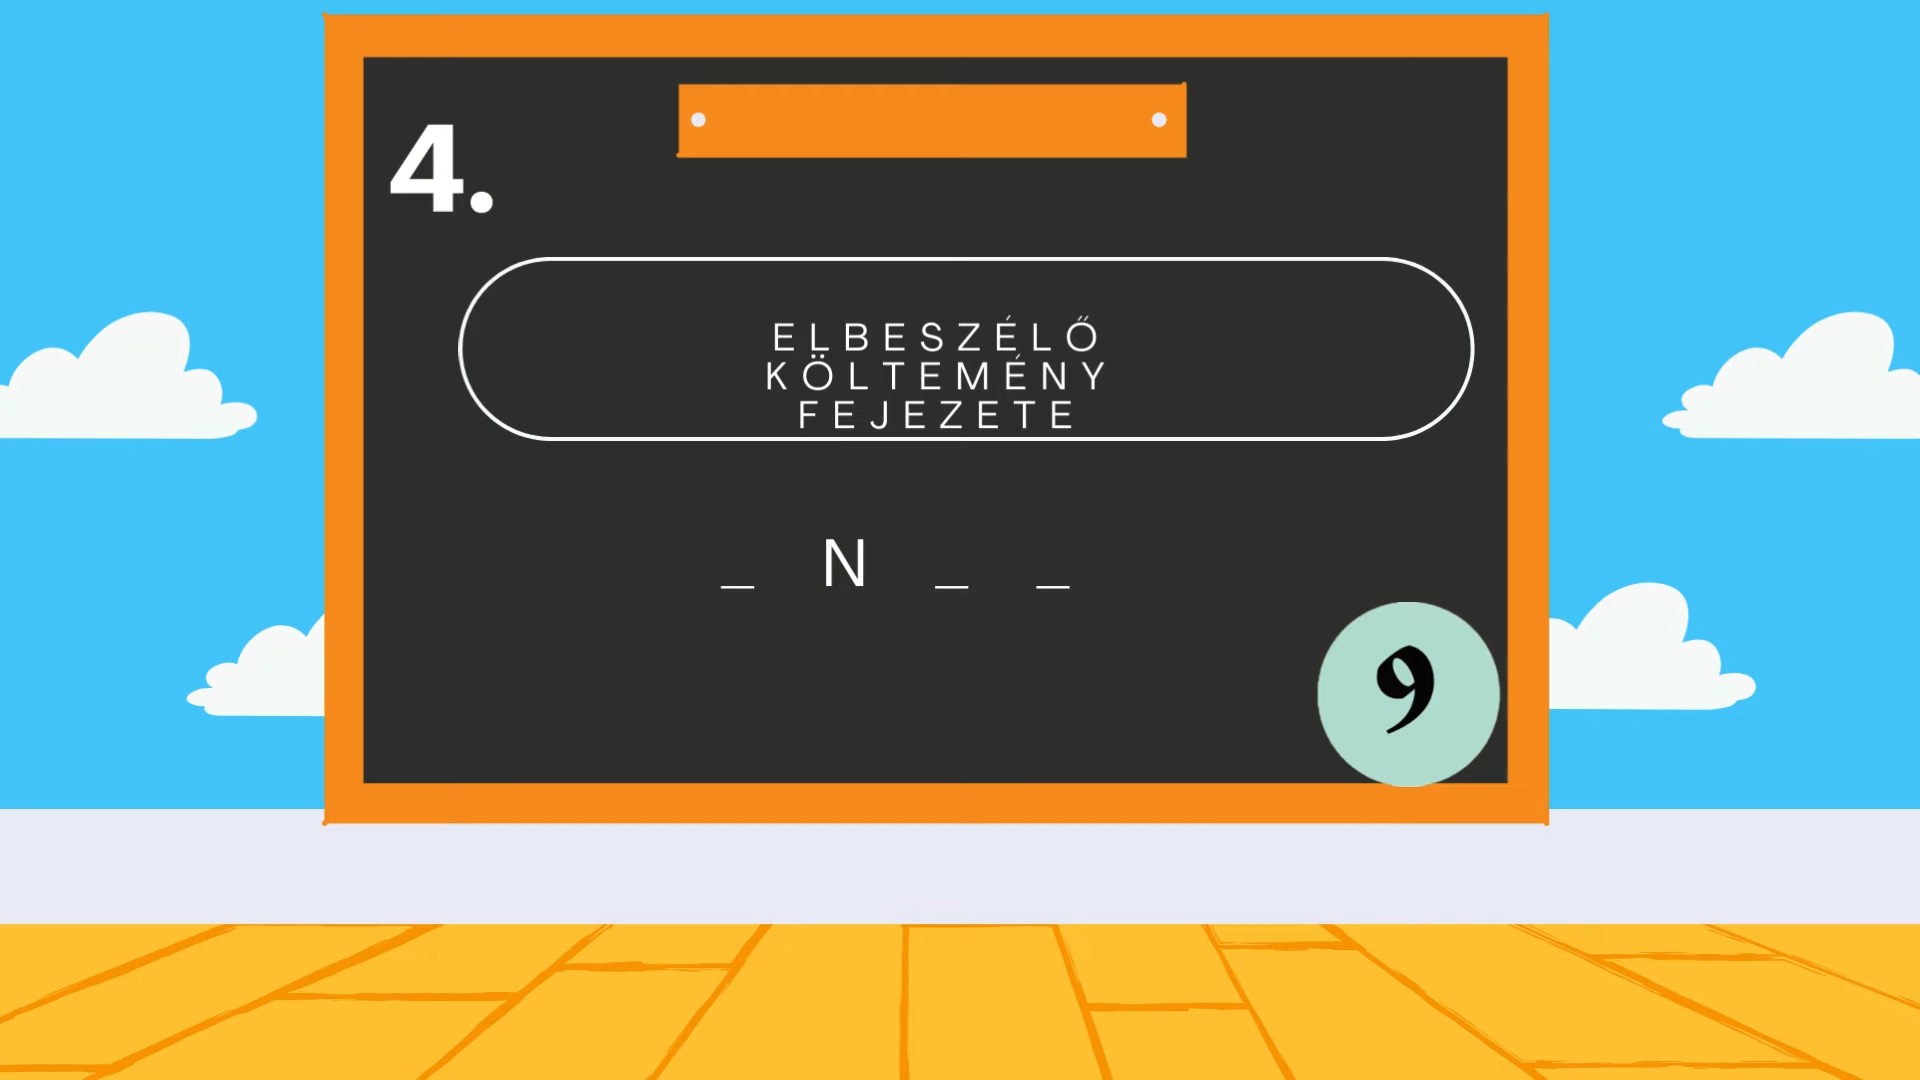 4.
ELBESZÉLŐ
KÖLTEMÉNY
FEJEZETE
_ N _ _
9